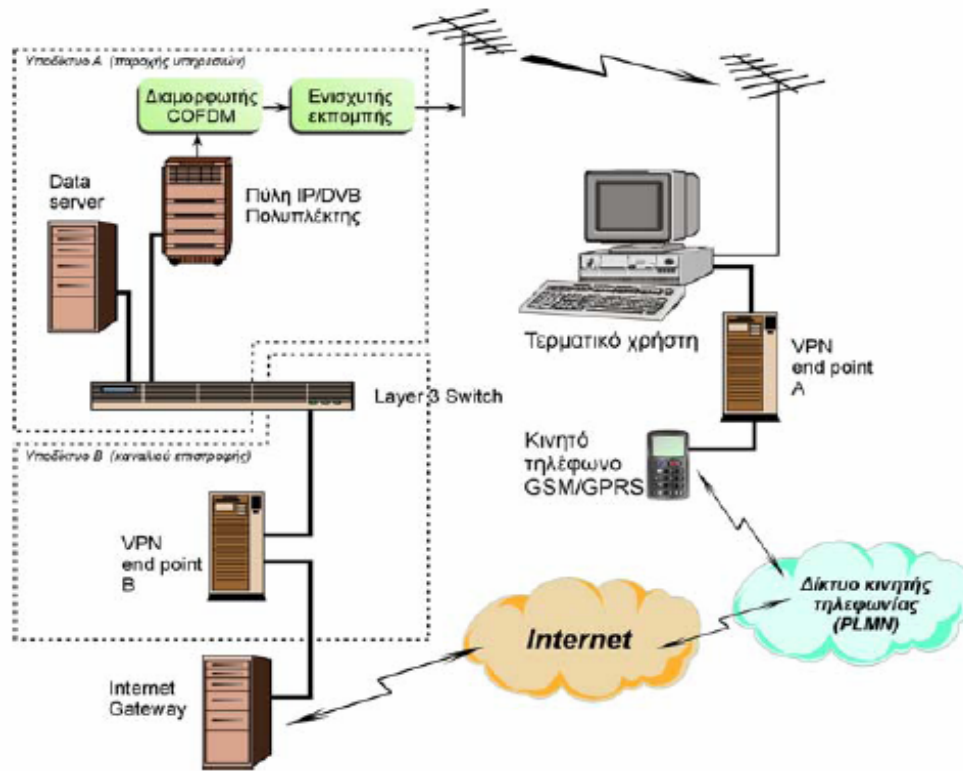 Υποδίκτυο Α (παροχής υπηρεσιών)
Διαμορφωτής
COFDM
Ενισχυτής
εκπομπής
Data
server
Πύλη IP/DVB
Πολυπλέκτης
Τερματικό χρήστη
VPN
end point
A
Layer 3 Switch
Κινητό
τηλέφωνο
GSM/GPRS
Υποδίκτυο Β (καναλιού επιστροφής)
VPN
end point
B
Δίκτυο κινητής
τηλεφωνίας
(PLMN)
Internet
Internet
Gateway